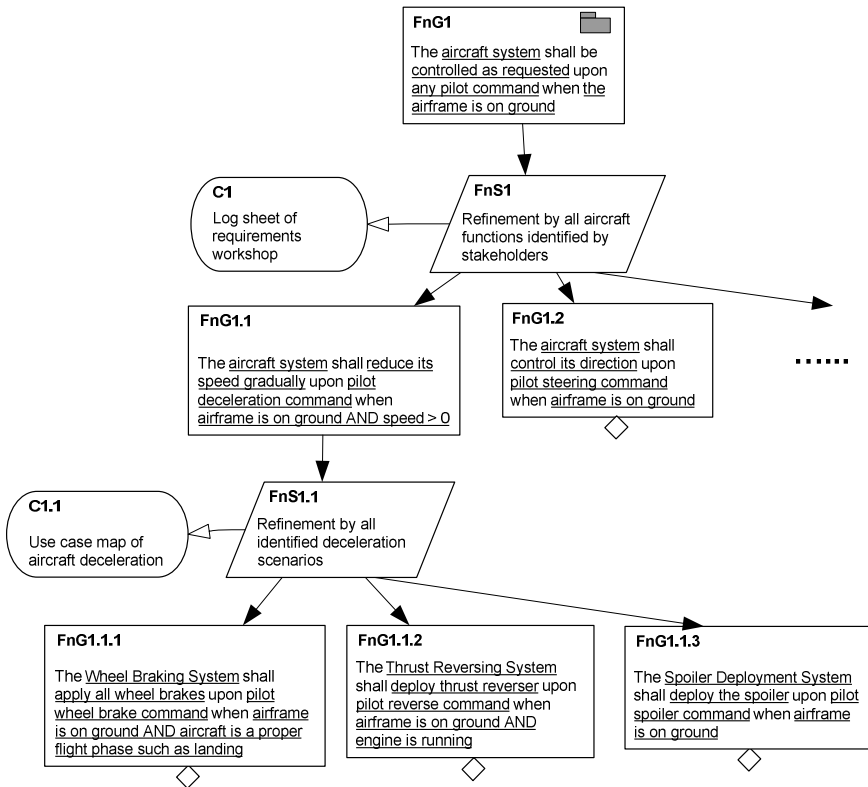 FnG1
The aircraft system shall be
controlled as requested upon
any pilot command when the
airframe is on ground
C1
Log sheet of
requirements
workshop
FnS1
Refinement by all aircraft
functions identified by
stakeholders
FnG1.1
The aircraft system shall reduce its
speed gradually upon pilot
deceleration command when
airframe is on ground AND speed > 0
FnG1.2
The aircraft system shall
control its direction upon
pilot steering command
when airframe is on ground
......
C1.1
Use case map of
aircraft deceleration
FnS1.1
Refinement by all
identified deceleration
scenarios
FnG1.1.1
The Wheel Braking System shall
apply all wheel brakes upon pilot
wheel brake command when airframe
is on ground AND aircraft is a proper
flight phase such as landing
FnG1.1.2
The Thrust Reversing System
shall deploy thrust reverser upon
pilot reverse command when
airframe is on ground AND
engine is running
FnG1.1.3
The Spoiler Deployment System
shall deploy the spoiler upon pilot
spoiler command when airframe
is on ground